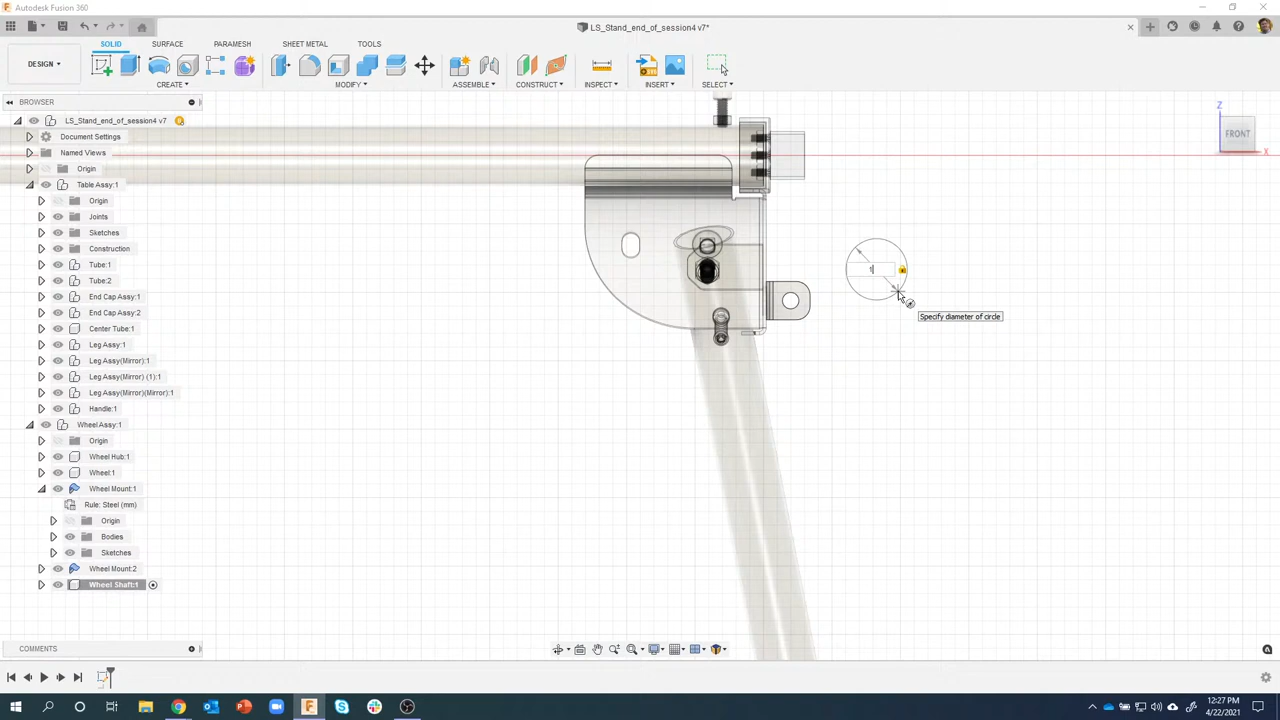 Autodesk Fusion 360
LS_Stand_end_of_session4 v7*
DESIGN
SOLID
SURFACE
PARAMESH
SHEET METAL
TOOLS
CREATE
MODIFY
ASSEMBLE
CONSTRUCT
INSPECT
INSERT
SELECT
BROWSER
LS_Stand_end_of_session4 v7
Document Settings
Named Views
Origin
Table Assy:1
Origin
Joints
Sketches
Construction
Tube:1
Tube:2
End Cap Assy:1
End Cap Assy:2
Center Tube:1
Leg Assy:1
Leg Assy(Mirror):1
Leg Assy(Mirror) (1):1
Leg Assy(Mirror)(Mirror):1
Handle:1
Wheel Assy:1
Origin
Wheel Hub:1
Wheel:1
Wheel Mount:1
Rule: Steel (mm)
Origin
Bodies
Sketches
Wheel Mount:2
Wheel Shaft:1
Specify diameter of circle
Z
FRONT
X
COMMENTS
12:27 PM
4/22/2021